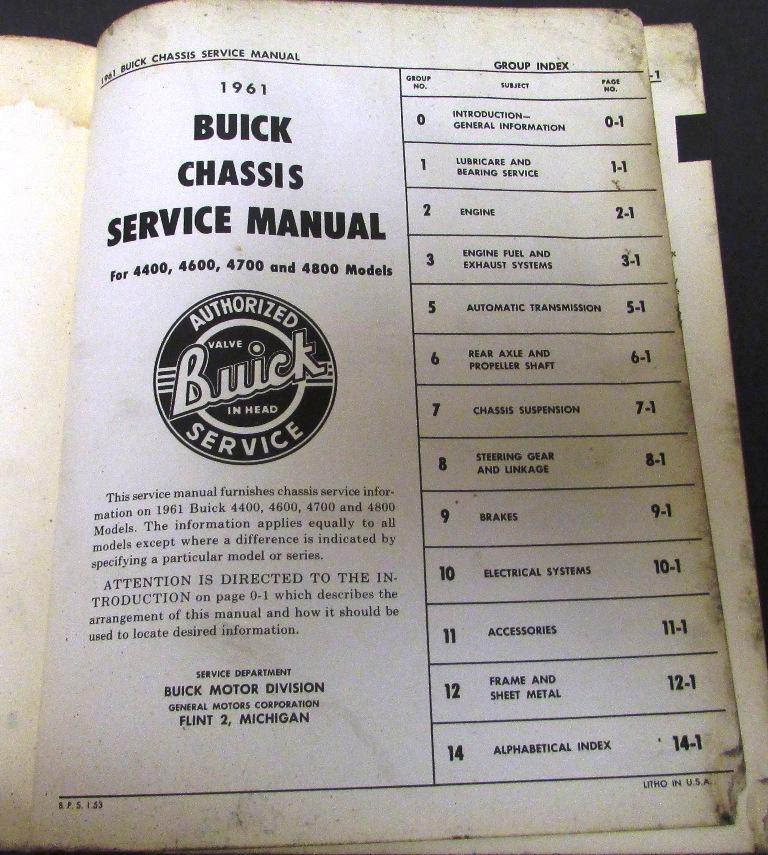 1961 BUICK CHASSIS SERVICE MANUAL
1961
BUICK
CHASSIS
SERVICE MANUAL
For 4400, 4600, 4700 and 4800 Models
AUTHORIZED
VALVE
Buick
IN HEAD
SERVICE
This service manual furnishes chassis service infor-
mation on 1961 Buick 4400, 4600, 4700 and 4800
Models. The information applies equally to all
models except where a difference is indicated by
specifying a particular model or series.
ATTENTION IS DIRECTED TO THE IN-
TRODUCTION on page 0-1 which describes the
arrangement of this manual and how it should be
used to locate desired information.
SERVICE DEPARTMENT
BUICK MOTOR DIVISION
GENERAL MOTORS CORPORATION
FLINT 2, MICHIGAN
B. P. S. 1.53
GROUP INDEX
GROUP NO. SUBJECT PAGE NO.
0 INTRODUCTION—
GENERAL INFORMATION 0-1
1 LUBRICARE AND
BEARING SERVICE 1-1
2 ENGINE 2-1
3 ENGINE FUEL AND
EXHAUST SYSTEMS 3-1
5 AUTOMATIC TRANSMISSION 5-1
6 REAR AXLE AND
PROPELLER SHAFT 6-1
7 CHASSIS SUSPENSION 7-1
8 STEERING GEAR
AND LINKAGE 8-1
9 BRAKES 9-1
10 ELECTRICAL SYSTEMS 10-1
11 ACCESSORIES 11-1
12 FRAME AND
SHEET METAL 12-1
14 ALPHABETICAL INDEX 14-1
LITHO IN U.S.A.
-1